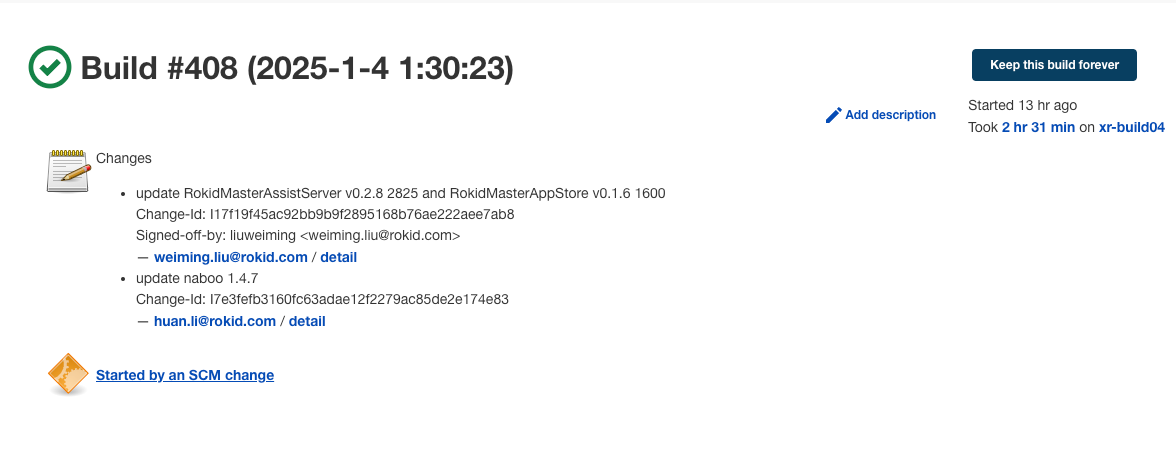 Build #408 (2025-1-4 1:30:23)
Keep this build forever
Add description
Started 13 hr ago
Took 2 hr 31 min on xr-build04
Changes
• update RokidMasterAssistServer v0.2.8 2825 and RokidMasterAppStore v0.1.6 1600
Change-Id: I17f19f45ac92bb9b9f2895168b76ae222aee7ab8
Signed-off-by: liuweiming <weiming.liu@rokid.com>
— weiming.liu@rokid.com / detail
• update naboo 1.4.7
Change-Id: I7e3fefb3160fc63adae12f2279ac85de2e174e83
— huan.li@rokid.com / detail
Started by an SCM change